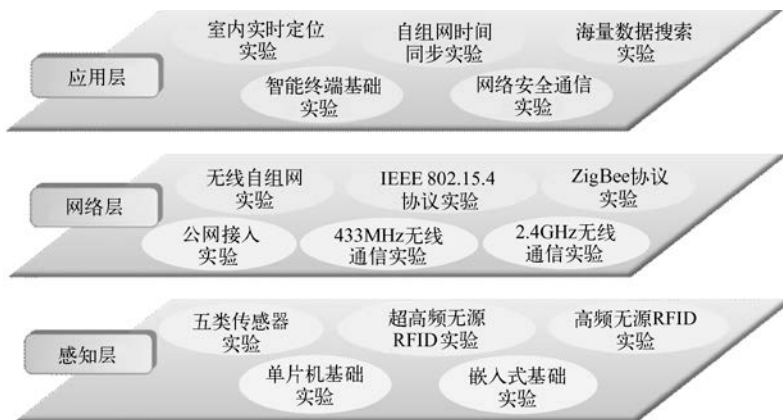 应用层
室内实时定位
实验
自组网时间
同步实验
海量数据搜索
实验
智能终端基础
实验
网络安全通信
实验
网络层
无线自组网
实验
IEEE 802.15.4
协议实验
ZigBee协议
实验
公网接入
实验
433MHz无线
通信实验
2.4GHz无线
通信实验
感知层
五类传感器
实验
超高频无源
RFID实验
高频无源RFID
实验
单片机基础
实验
嵌入式基础
实验